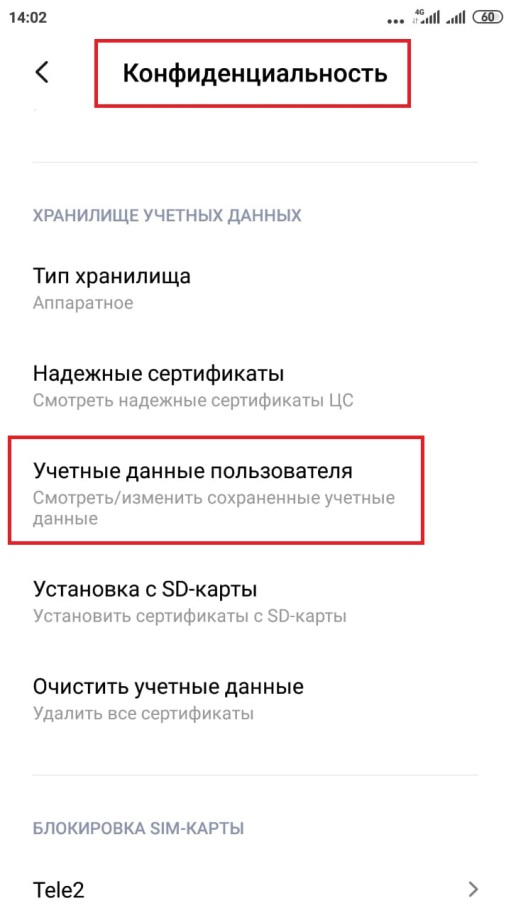 14:02
4G
60
Конфиденциальность
ХРАНИЛИЩЕ УЧЕТНЫХ ДАННЫХ
Тип хранилища
Аппаратное
Надежные сертификаты
Смотреть надежные сертификаты ЦС
Учетные данные пользователя
Смотреть/изменить сохраненные учетные
данные
Установка с SD-карты
Установить сертификаты с SD-карты
Очистить учетные данные
Удалить все сертификаты
БЛОКИРОВКА SIM-КАРТЫ
Tele2